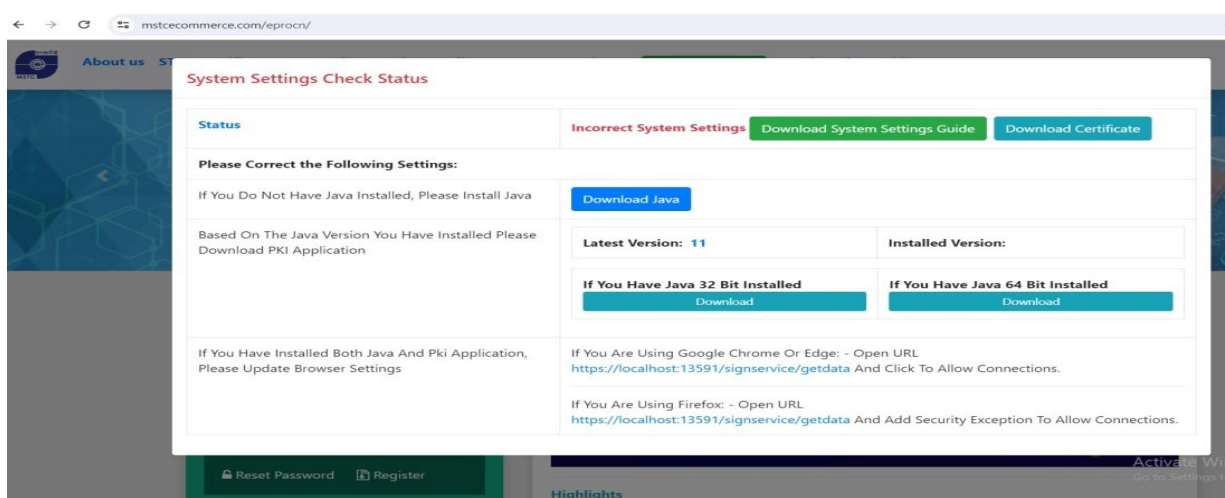 mstcecommerce.com/eprocn/
MSTC
About us ST
System Settings Check Status
Status
Incorrect System Settings Download System Settings Guide Download Certificate
Please Correct the Following Settings:
If You Do Not Have Java Installed, Please Install Java
Download Java
Based On The Java Version You Have Installed Please
Download PKI Application
Latest Version: 11
Installed Version:
If You Have Java 32 Bit Installed
Download
If You Have Java 64 Bit Installed
Download
If You Have Installed Both Java And Pki Application,
Please Update Browser Settings
If You Are Using Google Chrome Or Edge: - Open URL
https://localhost:13591/signservice/getdata And Click To Allow Connections.
If You Are Using Firefox: - Open URL
https://localhost:13591/signservice/getdata And Add Security Exception To Allow Connections.
Reset Password Register
Highlights
Activate Wi
Go to Settings